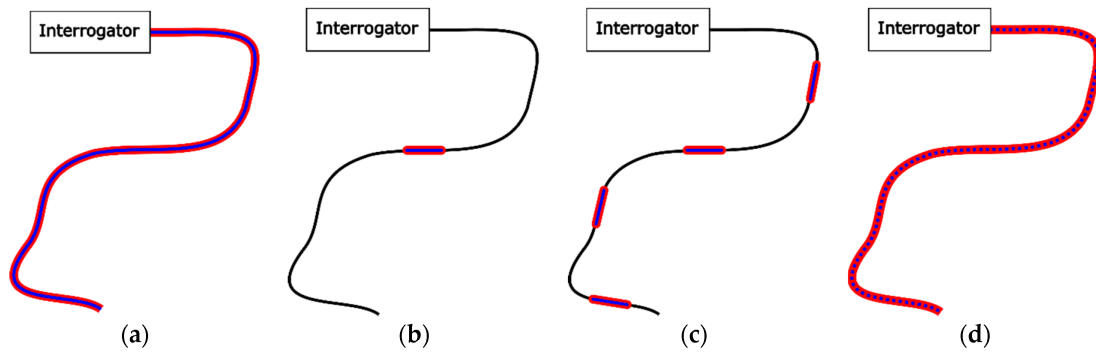 Interrogator
Interrogator
Interrogator
Interrogator
(a)
(b)
(c)
(d)